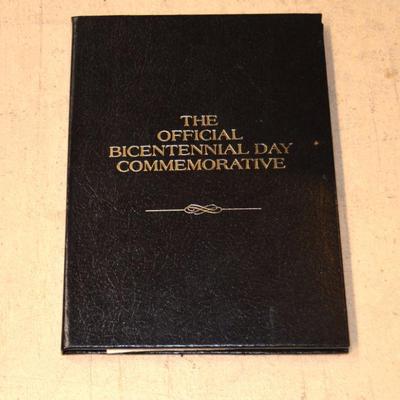 THE
OFFICIAL
BICENTENNIAL DAY
COMMEMORATIVE